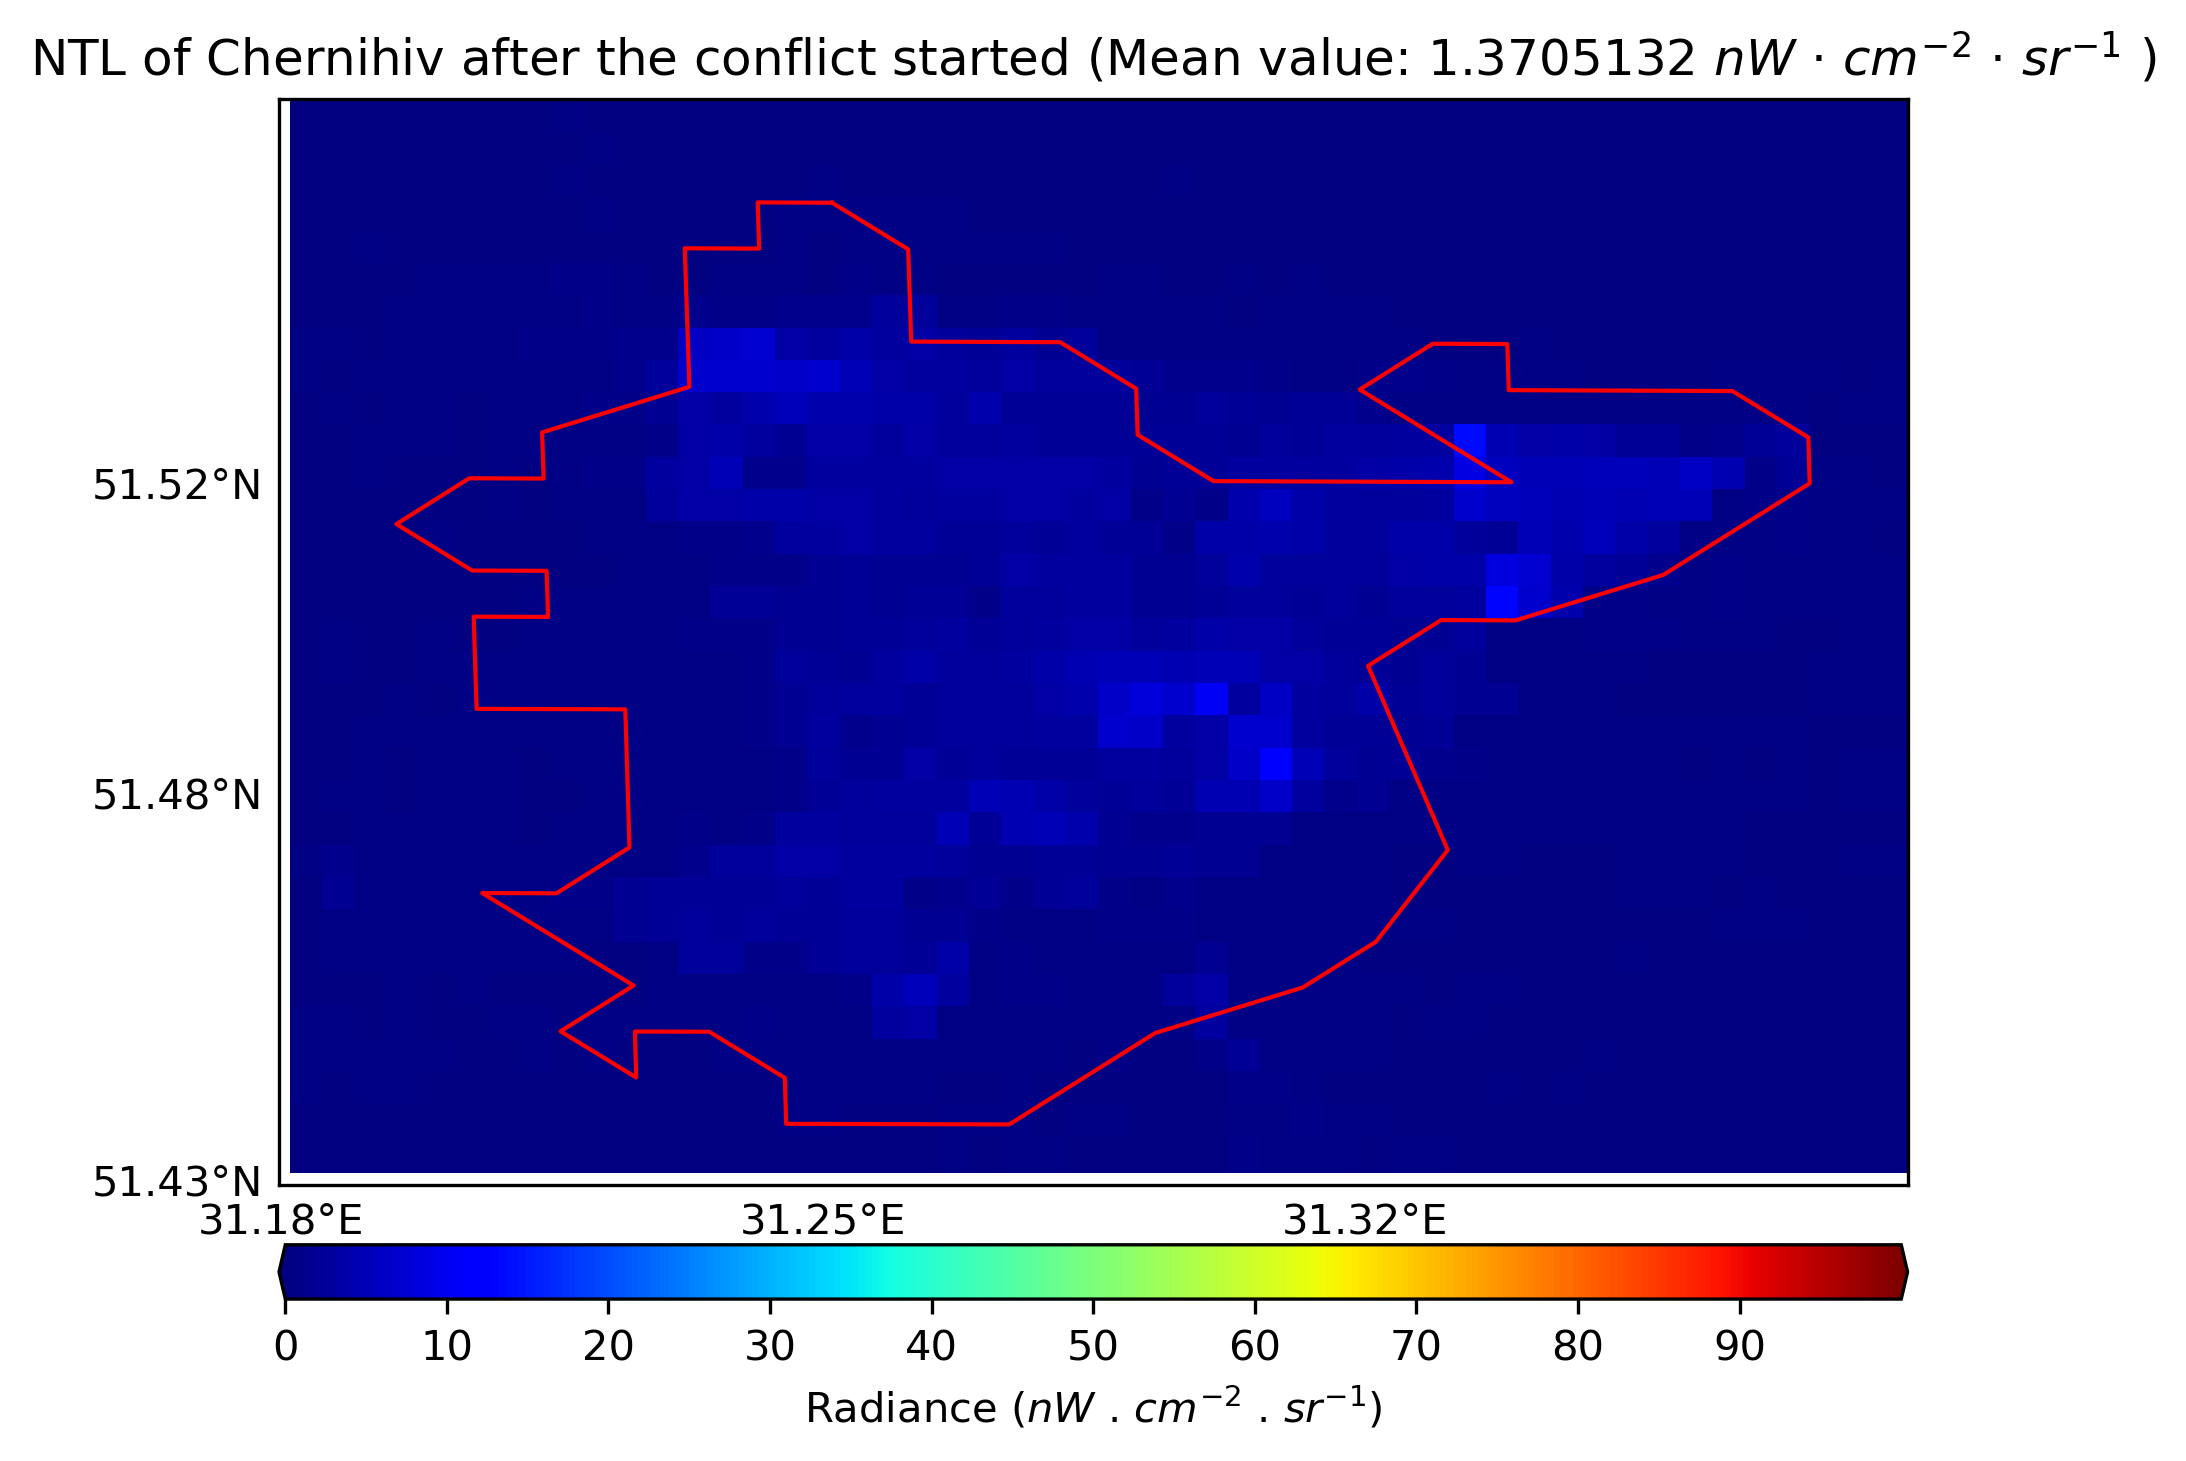 NTL of Chernihiv after the conflict started (Mean value: 1.3705132 nW · cm⁻² · sr⁻¹ )
51.52°N
51.48°N
51.43°N
31.18°E 31.25°E 31.32°E
0 10 20 30 40 50 60 70 80 90
Radiance (nW . cm⁻² . sr⁻¹)